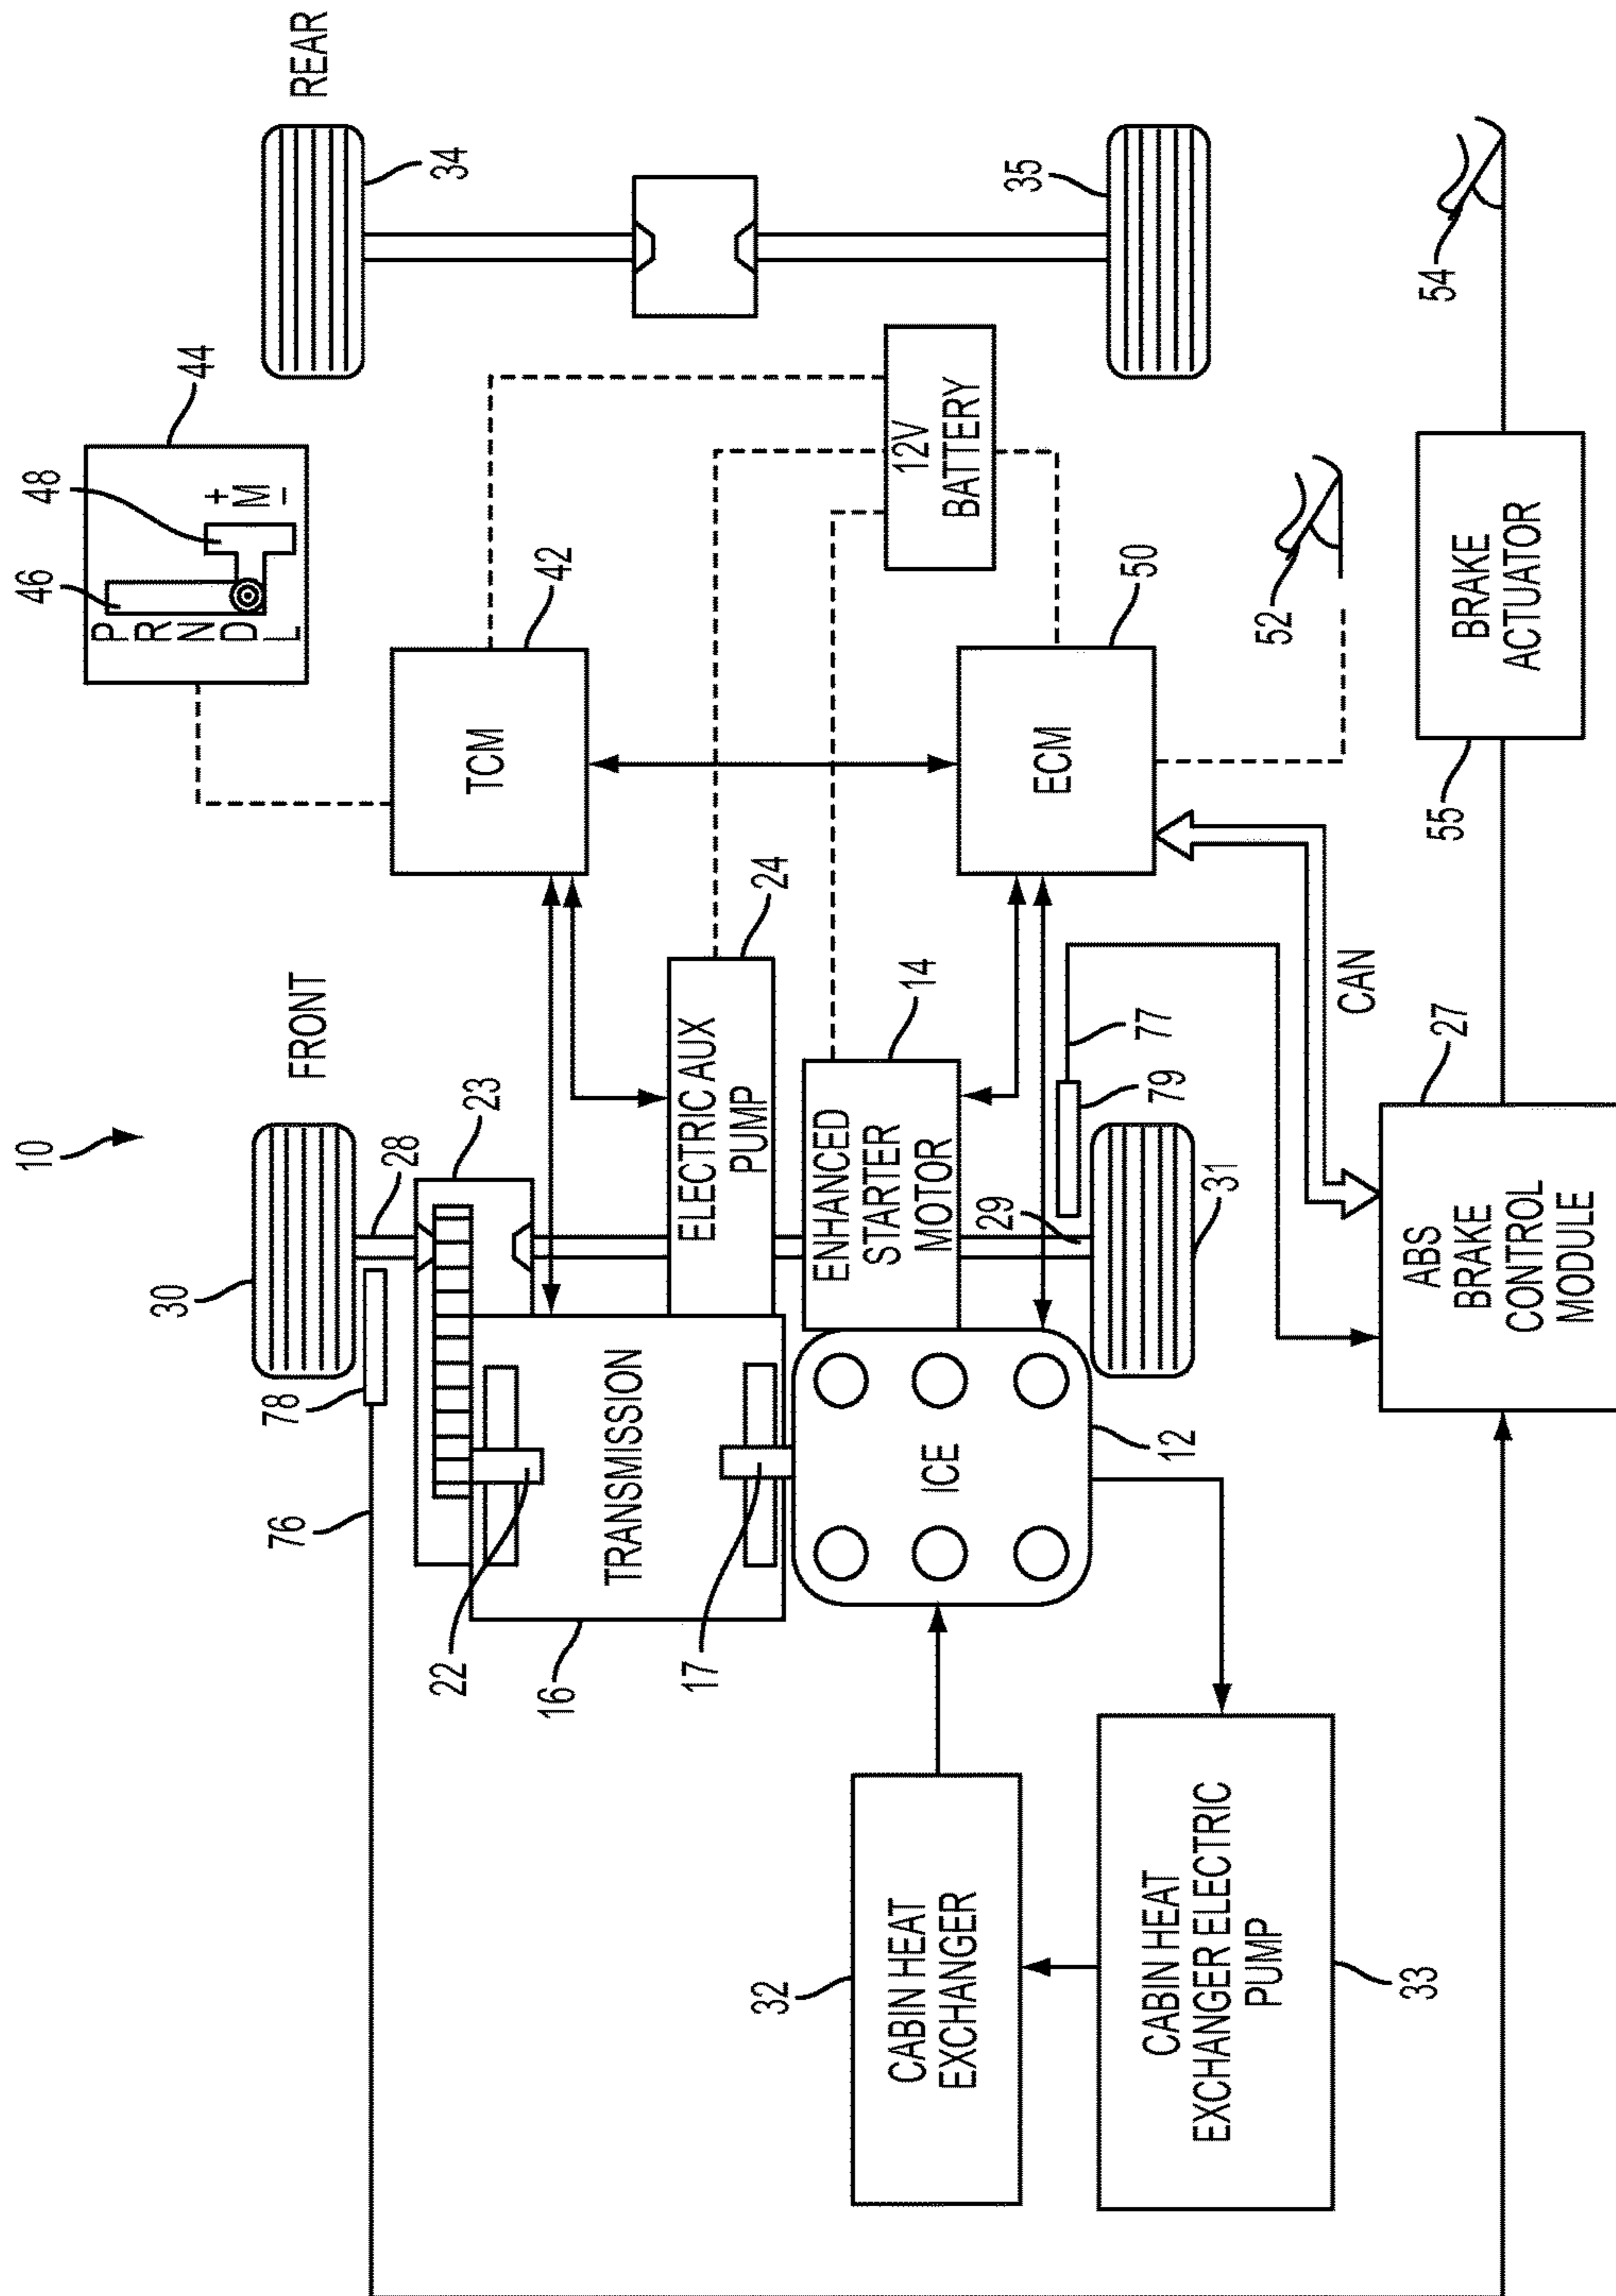 10
FRONT
REAR
30
28
23
34
44
46
48
P
R
N
D
L
+
M
–
78
76
22
16
TRANSMISSION
17
ELECTRIC AUX
PUMP
24
TCM
42
12V
BATTERY
35
ENHANCED
STARTER
MOTOR
14
ICE
12
29
31
77
79
ECM
50
52
54
CAN
32
CABIN HEAT
EXCHANGER
CABIN HEAT
EXCHANGER ELECTRIC
PUMP
33
27
ABS
BRAKE
CONTROL
MODULE
55
BRAKE
ACTUATOR